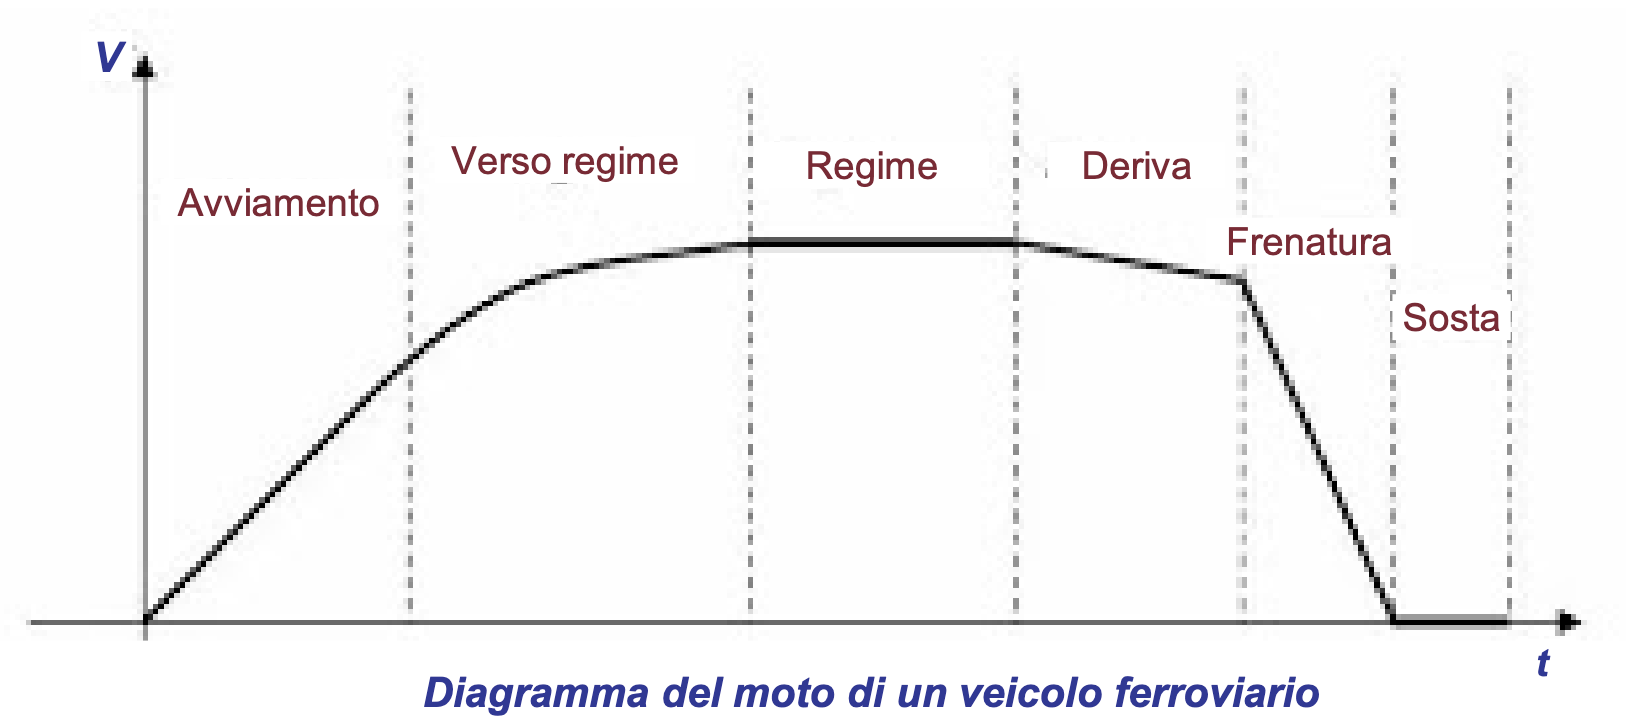 V
Verso regime
Regime
Deriva
Avviamento
Frenatura
Sosta
t
Diagramma del moto di un veicolo ferroviario